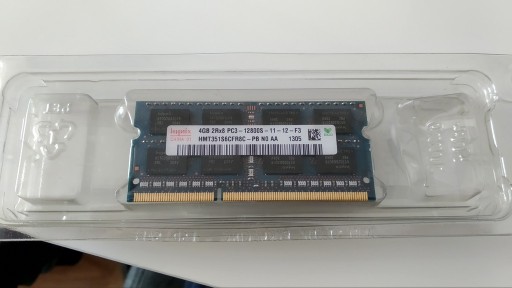 hynix
4GB 2Rx8 PC3-12800S-11-12-F3
HMT351S6CFR8C-PB N0 AA 1305